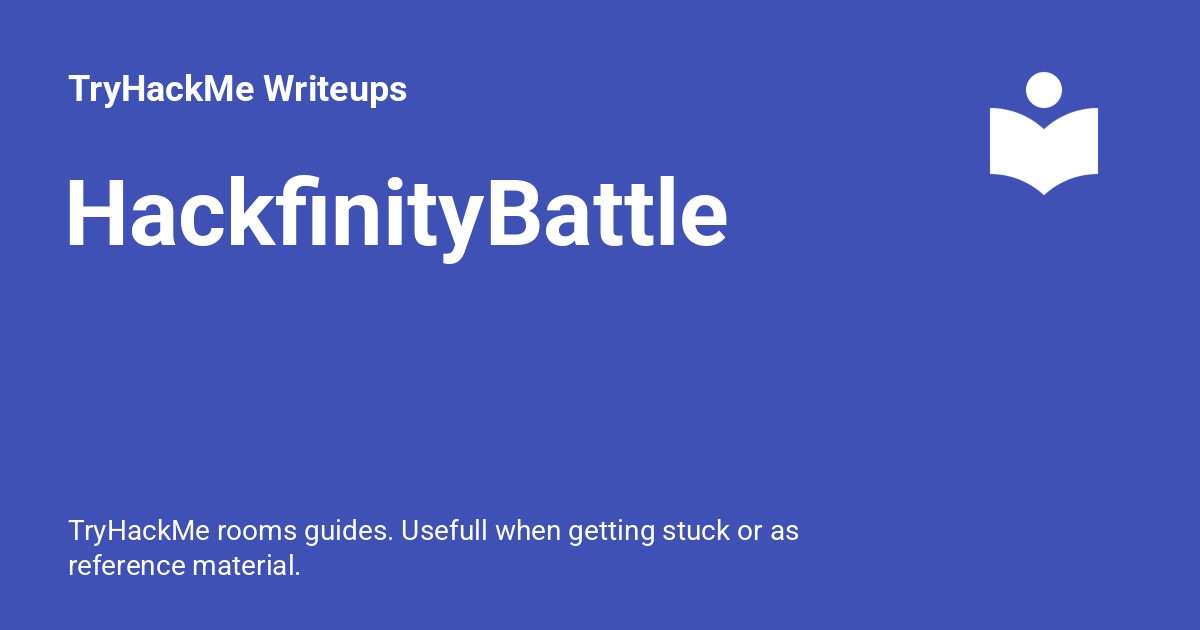 TryHackMe Writeups
HackfinityBattle
TryHackMe rooms guides. Usefull when getting stuck or as
reference material.